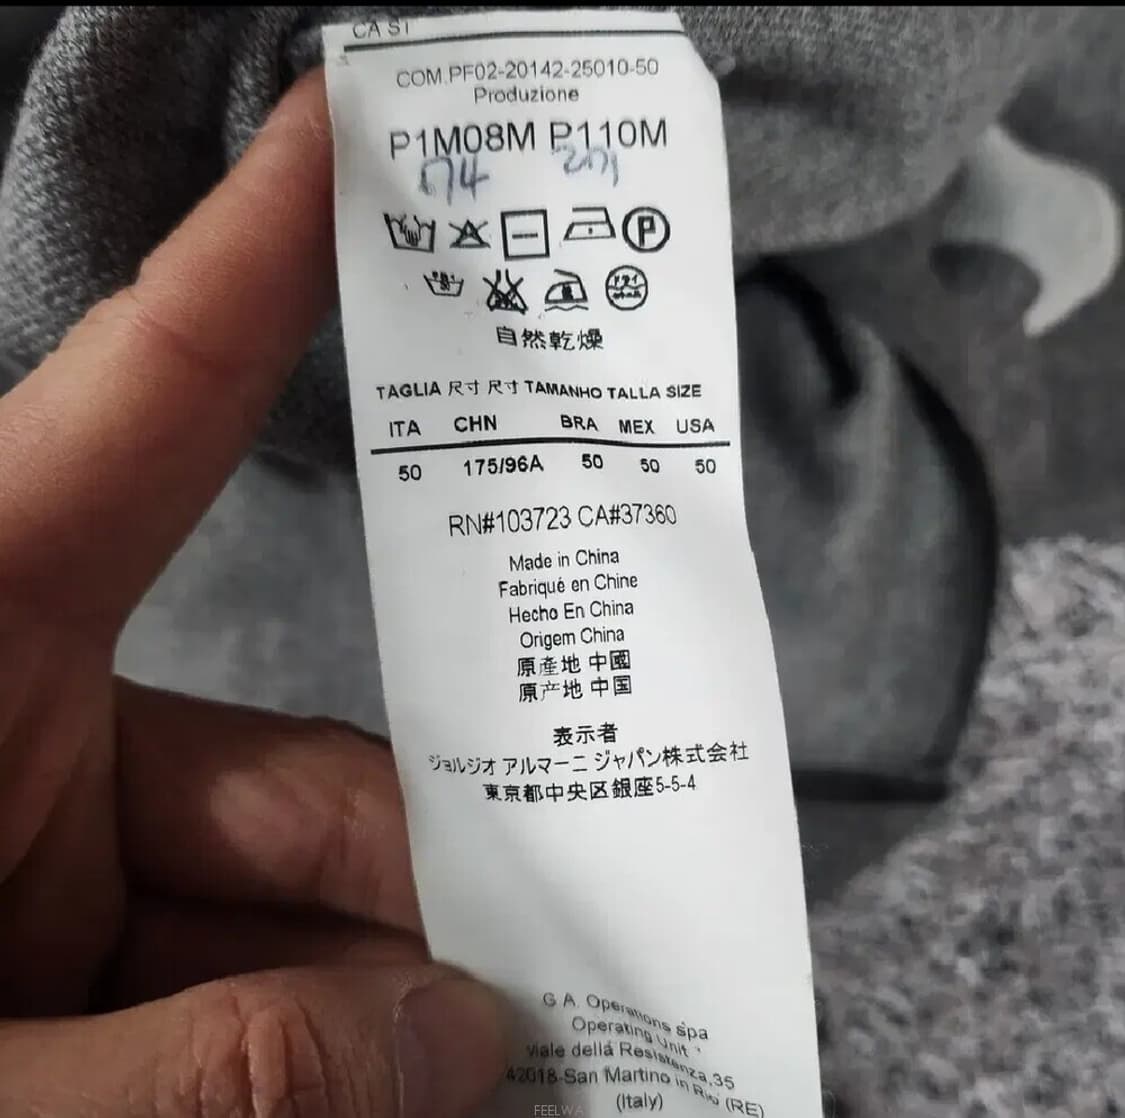 CA SI
COM.PF02-20142-25010-50
Produzione
P1M08M P110M
P
自然乾燥
TAGLIA 尺寸 尺寸 TAMANHO TALLA SIZE
ITA CHN BRA MEX USA
50 175/96A 50 50 50
RN#103723 CA#37360
Made in China
Fabriqué en Chine
Hecho En China
Origem China
原産地 中國
原产地 中国
表示者
ジョルジオ アルマーニ ジャパン株式会社
東京都中央区銀座5-5-4
G.A. Operations spa
Operating Unit
viale della Resistenza,35
42018-San Martino in Rio (RE)
(Italy)